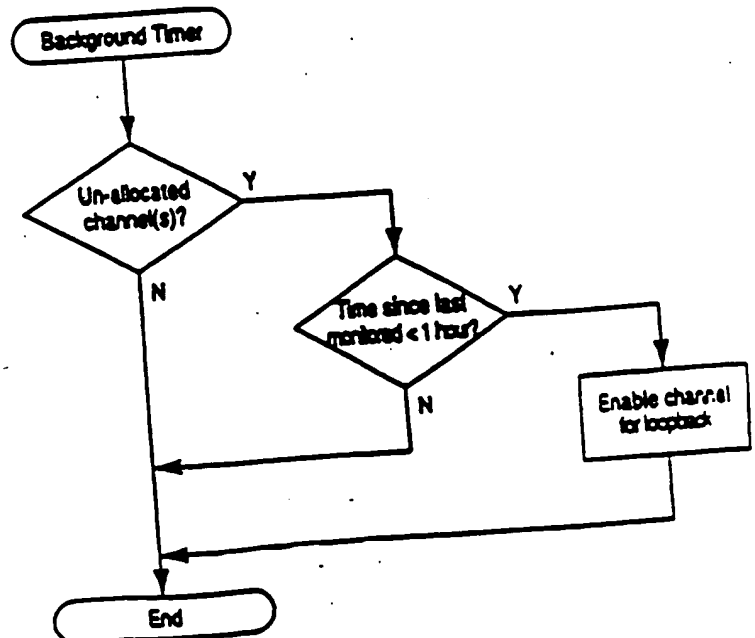 Background Timer
Un-allocated
channel(s)?
Y
N
Time since last
monitored < 1 hour?
Y
N
Enable channel
for loopback
End